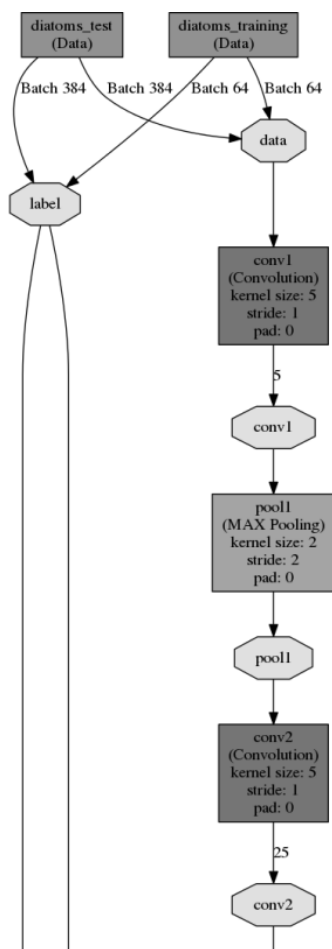 diatoms_test
(Data)
diatoms_training
(Data)
Batch 384
Batch 384
Batch 64
Batch 64
data
label
conv1
(Convolution)
kernel size: 5
stride: 1
pad: 0
5
conv1
pool1
(MAX Pooling)
kernel size: 2
stride: 2
pad: 0
pool1
conv2
(Convolution)
kernel size: 5
stride: 1
pad: 0
25
conv2